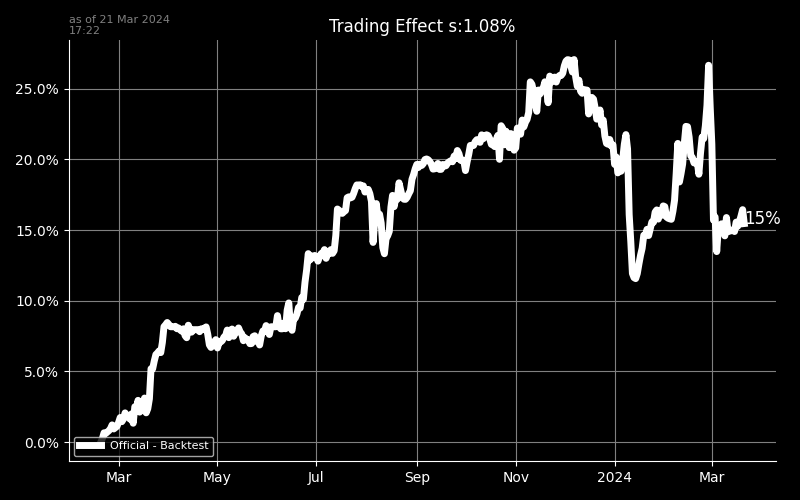 as of 21 Mar 2024
17:22
Trading Effect s:1.08%
25.0%
20.0%
15.0%
10.0%
5.0%
0.0%
15%
Official - Backtest
Mar
May
Jul
Sep
Nov
2024
Mar